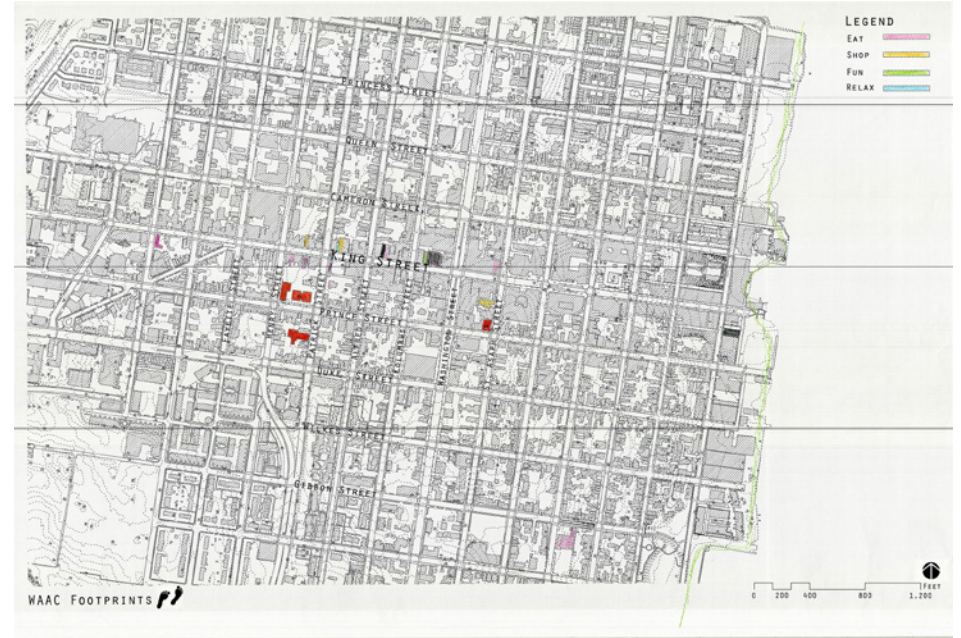 LEGEND
EAT
SHOP
FUN
RELAX
PRINCESS STREET
QUEEN STREET
CAMERON STREET
KING STREET
PRINCE STREET
DUKE STREET
WILKES STREET
GIBBON STREET
WASHINGTON STREET
WAAC FOOTPRINTS
FEET
0 200 400 800 1,200